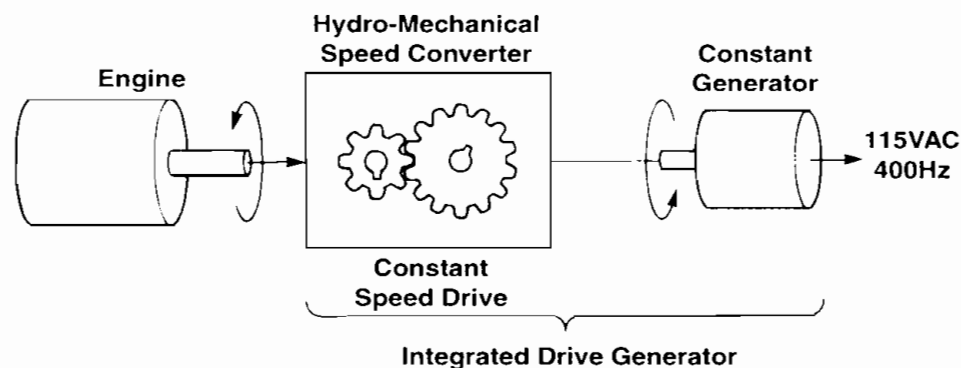 Hydro-Mechanical
Speed Converter
Engine
Constant
Generator
115VAC
400Hz
Constant
Speed Drive
Integrated Drive Generator